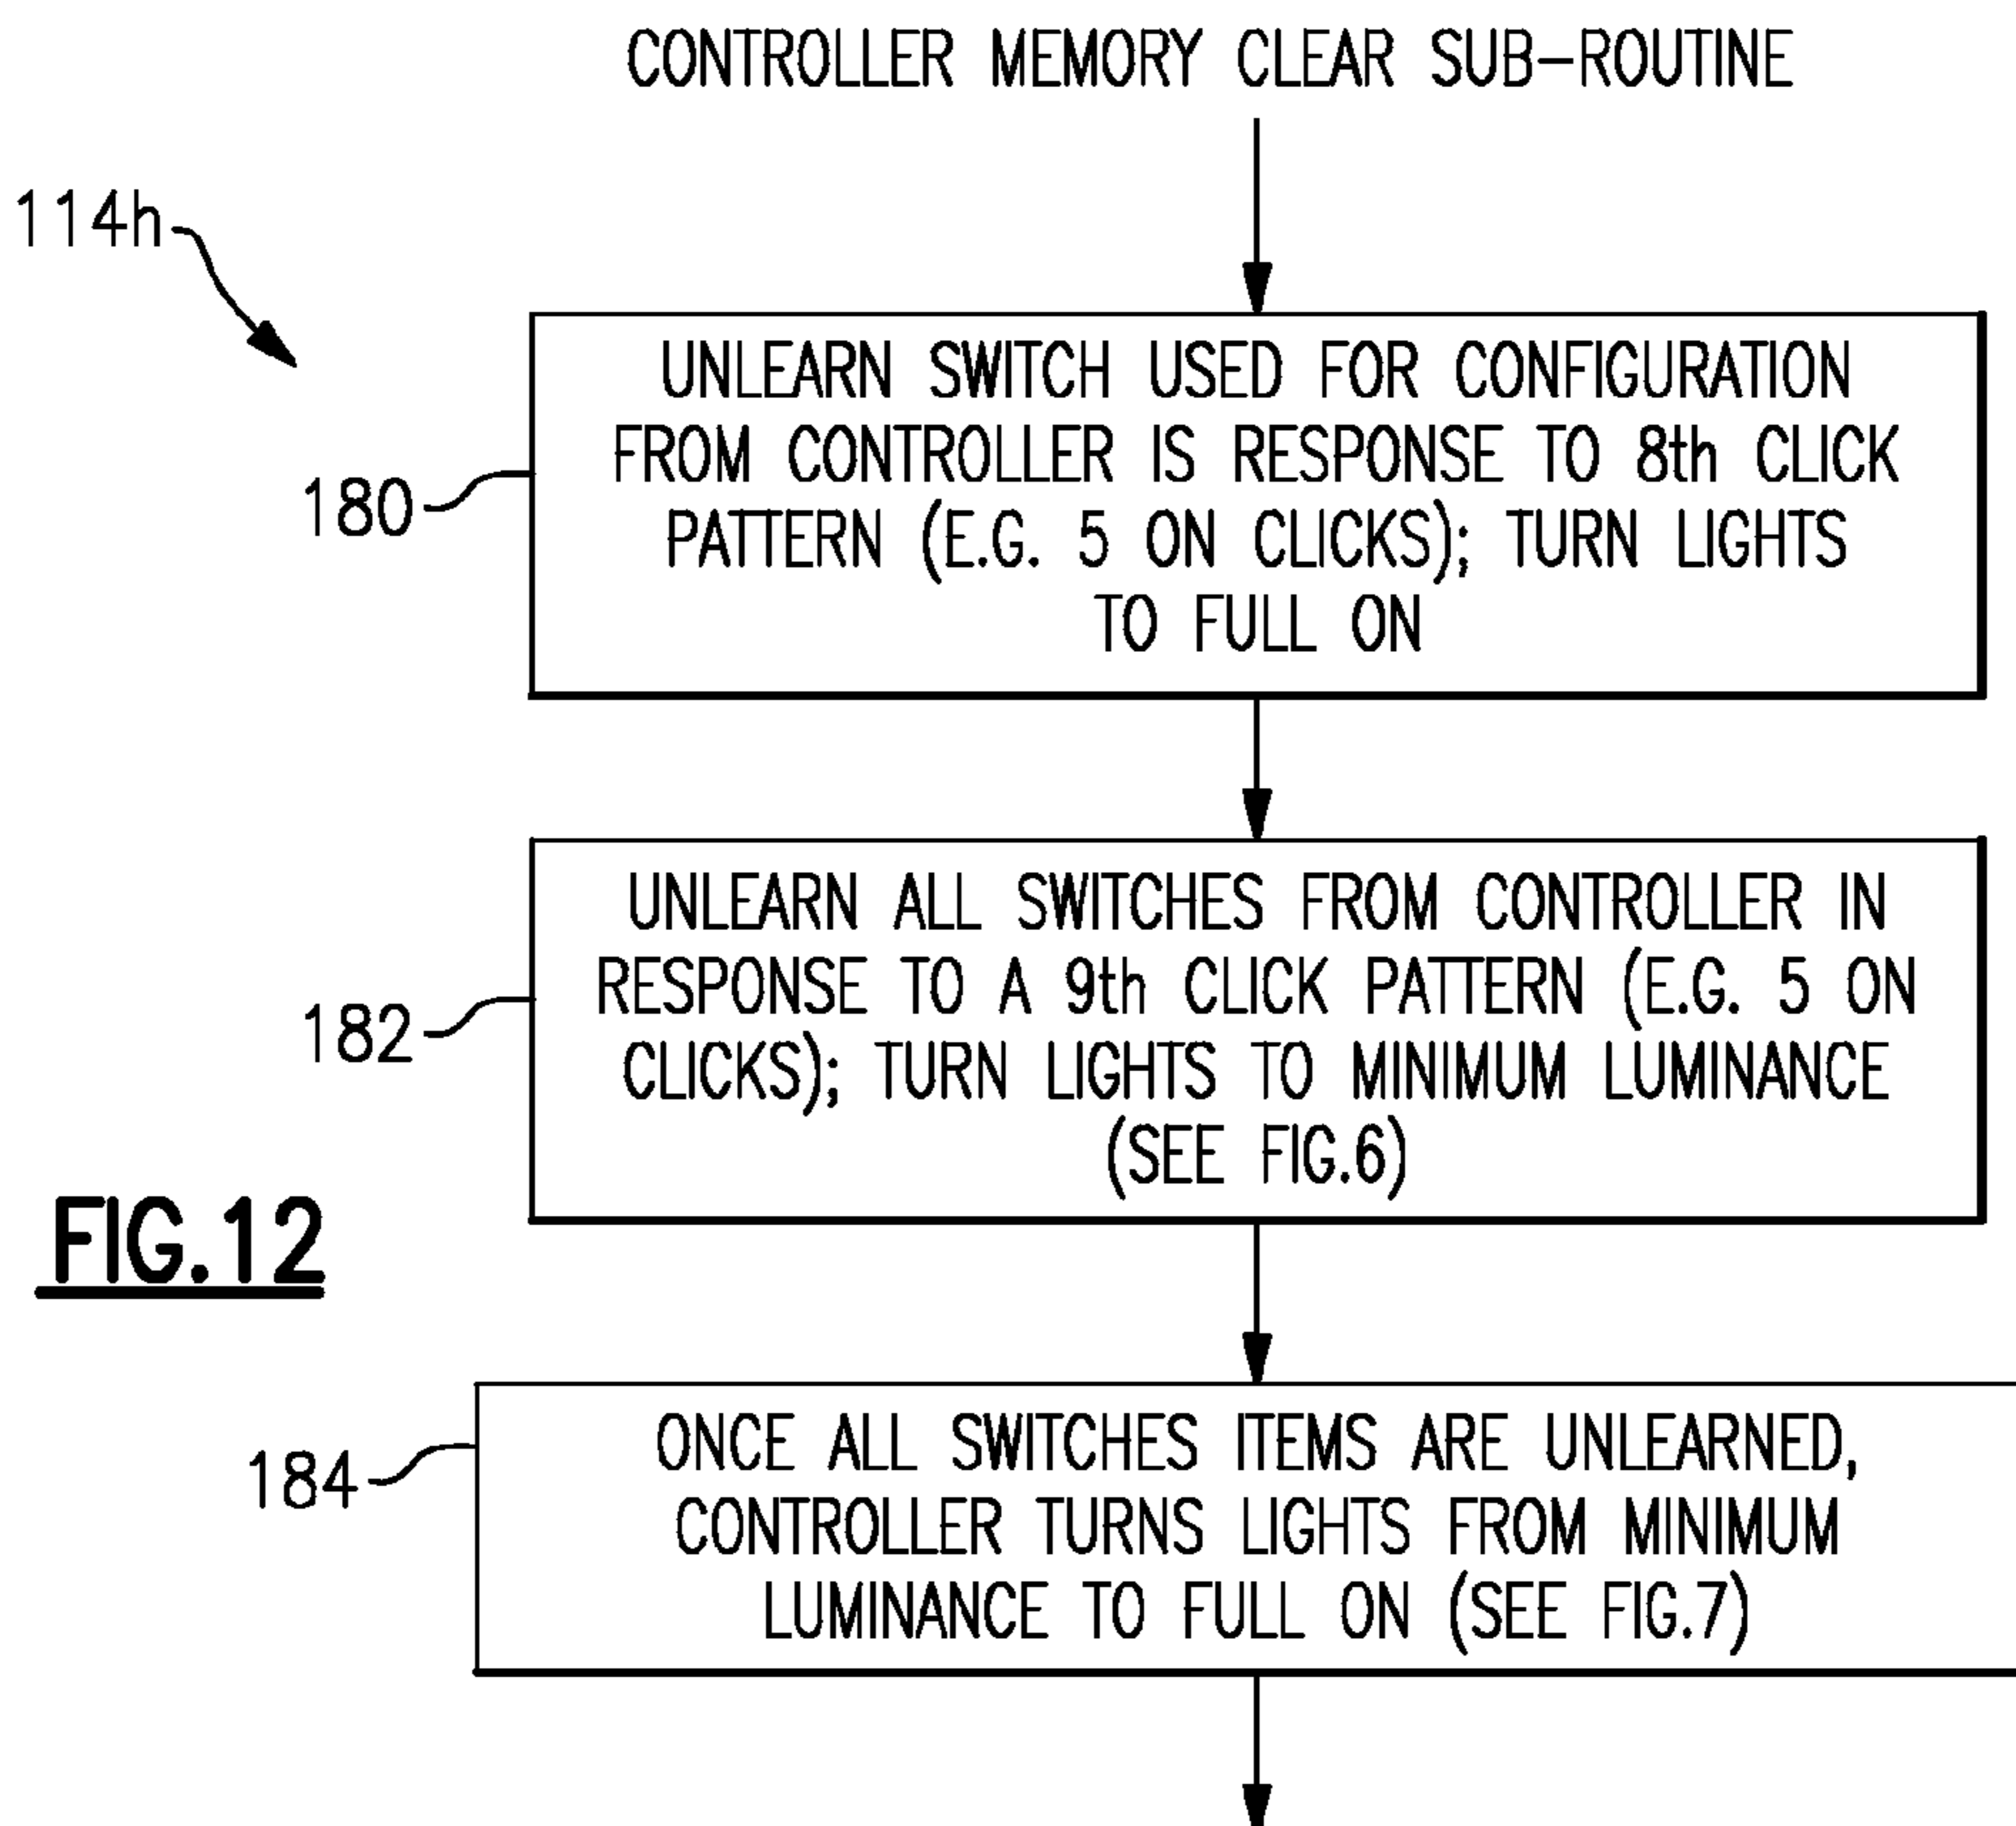 CONTROLLER MEMORY CLEAR SUB-ROUTINE
114h
UNLEARN SWITCH USED FOR CONFIGURATION
FROM CONTROLLER IS RESPONSE TO 8th CLICK
PATTERN (E.G. 5 ON CLICKS); TURN LIGHTS
TO FULL ON
180
UNLEARN ALL SWITCHES FROM CONTROLLER IN
RESPONSE TO A 9th CLICK PATTERN (E.G. 5 ON
CLICKS); TURN LIGHTS TO MINIMUM LUMINANCE
(SEE FIG.6)
182
FIG.12
ONCE ALL SWITCHES ITEMS ARE UNLEARNED,
CONTROLLER TURNS LIGHTS FROM MINIMUM
LUMINANCE TO FULL ON (SEE FIG.7)
184